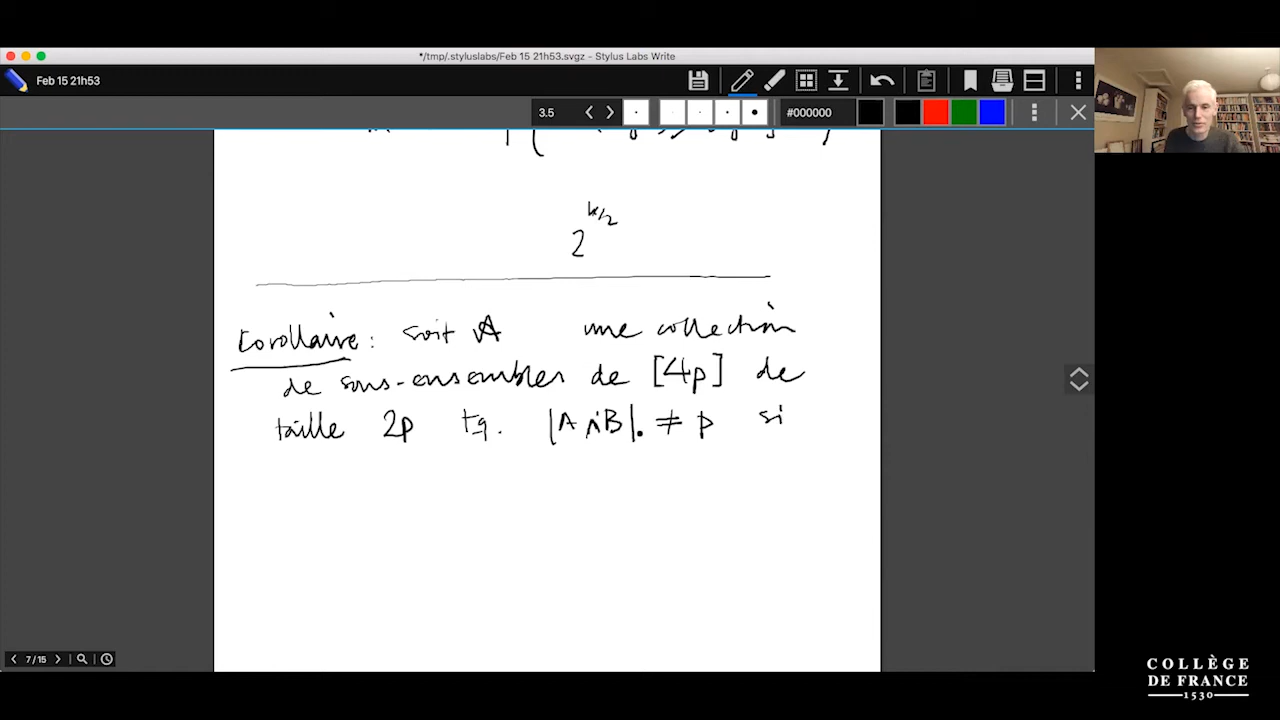 */tmp/.styluslabs/Feb 15 21h53.svgz - Stylus Labs Write
Feb 15 21h53
3.5
#000000
2^{k/2}
Corollaire : soit A une collection
de sous-ensembles de [4p] de
taille 2p tq. |A∩B| ≠ p si
7/15
COLLÈGE
DE FRANCE
1530